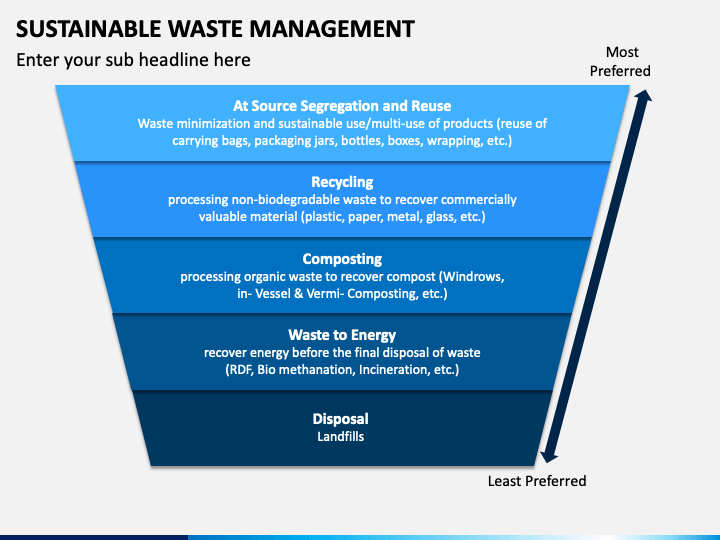 SUSTAINABLE WASTE MANAGEMENT
Enter your sub headline here
Most
Preferred
At Source Segregation and Reuse
Waste minimization and sustainable use/multi-use of products (reuse of
carrying bags, packaging jars, bottles, boxes, wrapping, etc.)
Recycling
processing non-biodegradable waste to recover commercially
valuable material (plastic, paper, metal, glass, etc.)
Composting
processing organic waste to recover compost (Windrows,
in- Vessel & Vermi- Composting, etc.)
Waste to Energy
recover energy before the final disposal of waste
(RDF, Bio methanation, Incineration, etc.)
Disposal
Landfills
Least Preferred